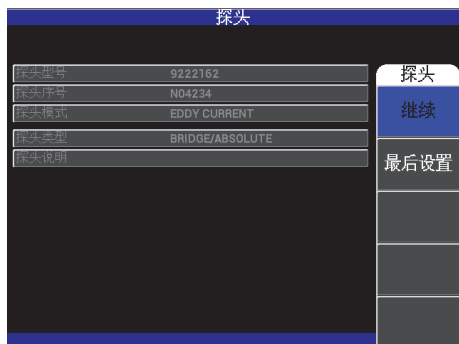 探头
探头型号 9222162
探头序号 N04234
探头模式 EDDY CURRENT
探头类型 BRIDGE/ABSOLUTE
探头说明
探头
继续
最后设置